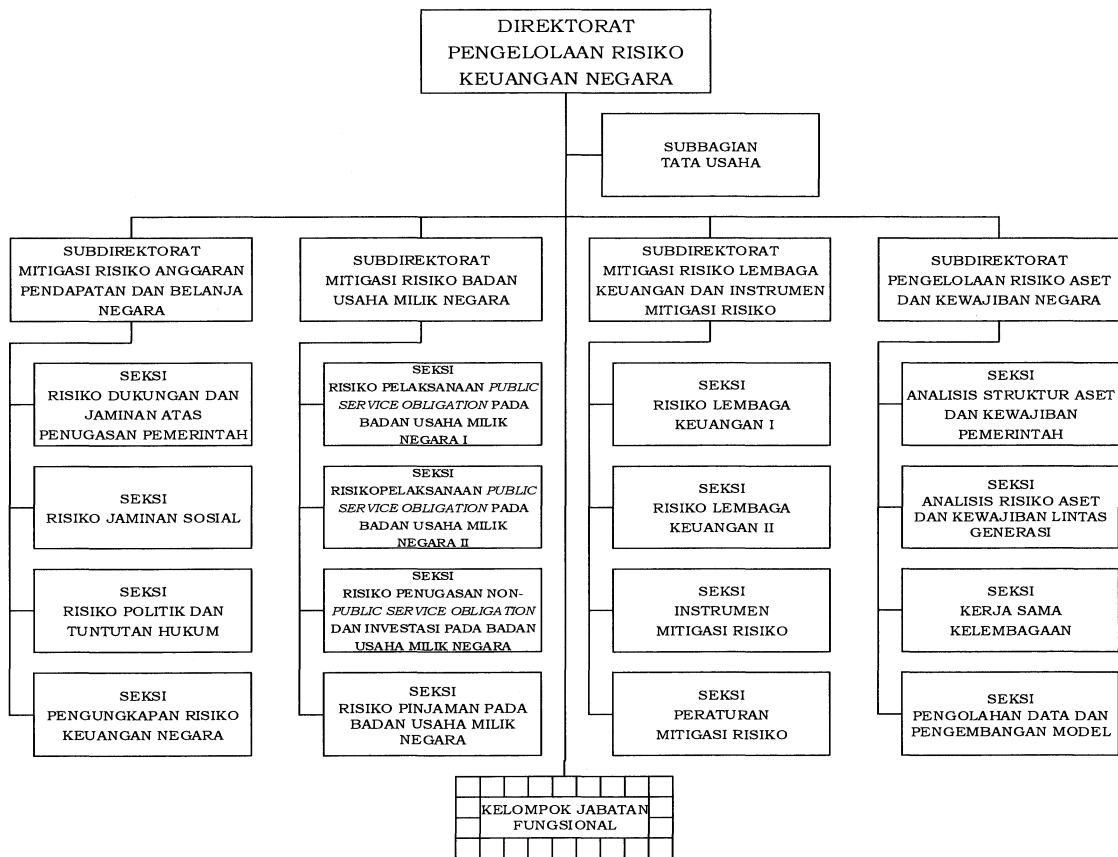 DIREKTORAT
PENGELOLAAN RISIKO
KEUANGAN NEGARA
SUBBAGIAN
TATA USAHA
SUBDIREKTORAT
MITIGASI RISIKO ANGGARAN
PENDAPATAN DAN BELANJA
NEGARA
SEKSI
RISIKO DUKUNGAN DAN
JAMINAN ATAS
PENUGASAN PEMERINTAH
SEKSI
RISIKO JAMINAN SOSIAL
SEKSI
RISIKO POLITIK DAN
TUNTUTAN HUKUM
SEKSI
PENGUNGKAPAN RISIKO
KEUANGAN NEGARA
SUBDIREKTORAT
MITIGASI RISIKO BADAN
USAHA MILIK NEGARA
SEKSI
RISIKO PELAKSANAAN PUBLIC
SERVICE OBLIGATION PADA
BADAN USAHA MILIK
NEGARA I
SEKSI
RISIKOPELAKSANAAN PUBLIC
SERVICE OBLIGATION PADA
BADAN USAHA MILIK
NEGARA II
SEKSI
RISIKO PENUGASAN NON-
PUBLIC SERVICE OBLIGATION
DAN INVESTASI PADA BADAN
USAHA MILIK NEGARA
SEKSI
RISIKO PINJAMAN PADA
BADAN USAHA MILIK
NEGARA
SUBDIREKTORAT
MITIGASI RISIKO LEMBAGA
KEUANGAN DAN INSTRUMEN
MITIGASI RISIKO
SEKSI
RISIKO LEMBAGA
KEUANGAN I
SEKSI
RISIKO LEMBAGA
KEUANGAN II
SEKSI
INSTRUMEN
MITIGASI RISIKO
SEKSI
PERATURAN
MITIGASI RISIKO
SUBDIREKTORAT
PENGELOLAAN RISIKO ASET
DAN KEWAJIBAN NEGARA
SEKSI
ANALISIS STRUKTUR ASET
DAN KEWAJIBAN
PEMERINTAH
SEKSI
ANALISIS RISIKO ASET
DAN KEWAJIBAN LINTAS
GENERASI
SEKSI
KERJA SAMA
KELEMBAGAAN
SEKSI
PENGOLAHAN DATA DAN
PENGEMBANGAN MODEL
KELOMPOK JABATAN
FUNGSIONAL